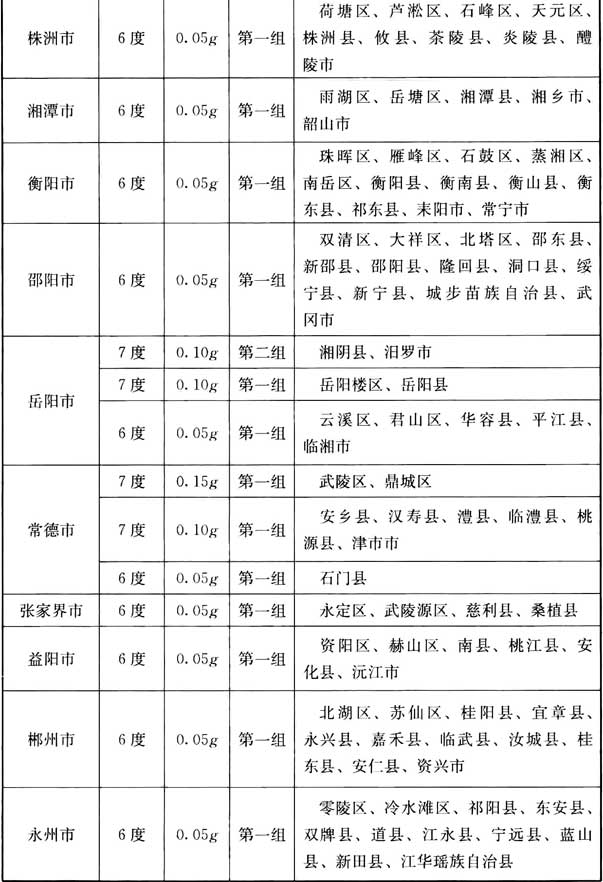 株洲市 6度 0.05g 第一组 荷塘区、芦淞区、石峰区、天元区、
株洲县、攸县、茶陵县、炎陵县、醴
陵市
湘潭市 6度 0.05g 第一组 雨湖区、岳塘区、湘潭县、湘乡市、
韶山市
衡阳市 6度 0.05g 第一组 珠晖区、雁峰区、石鼓区、蒸湘区、
南岳区、衡阳县、衡南县、衡山县、衡
东县、祁东县、耒阳市、常宁市
邵阳市 6度 0.05g 第一组 双清区、大祥区、北塔区、邵东县、
新邵县、邵阳县、隆回县、洞口县、绥
宁县、新宁县、城步苗族自治县、武
冈市
岳阳市 7度 0.10g 第二组 湘阴县、汨罗市
7度 0.10g 第一组 岳阳楼区、岳阳县
6度 0.05g 第一组 云溪区、君山区、华容县、平江县、
临湘市
常德市 7度 0.15g 第一组 武陵区、鼎城区
7度 0.10g 第一组 安乡县、汉寿县、澧县、临澧县、桃
源县、津市市
6度 0.05g 第一组 石门县
张家界市 6度 0.05g 第一组 永定区、武陵源区、慈利县、桑植县
益阳市 6度 0.05g 第一组 资阳区、赫山区、南县、桃江县、安
化县、沅江市
郴州市 6度 0.05g 第一组 北湖区、苏仙区、桂阳县、宜章县、
永兴县、嘉禾县、临武县、汝城县、桂
东县、安仁县、资兴市
永州市 6度 0.05g 第一组 零陵区、冷水滩区、祁阳县、东安县、
双牌县、道县、江永县、宁远县、蓝山
县、新田县、江华瑶族自治县